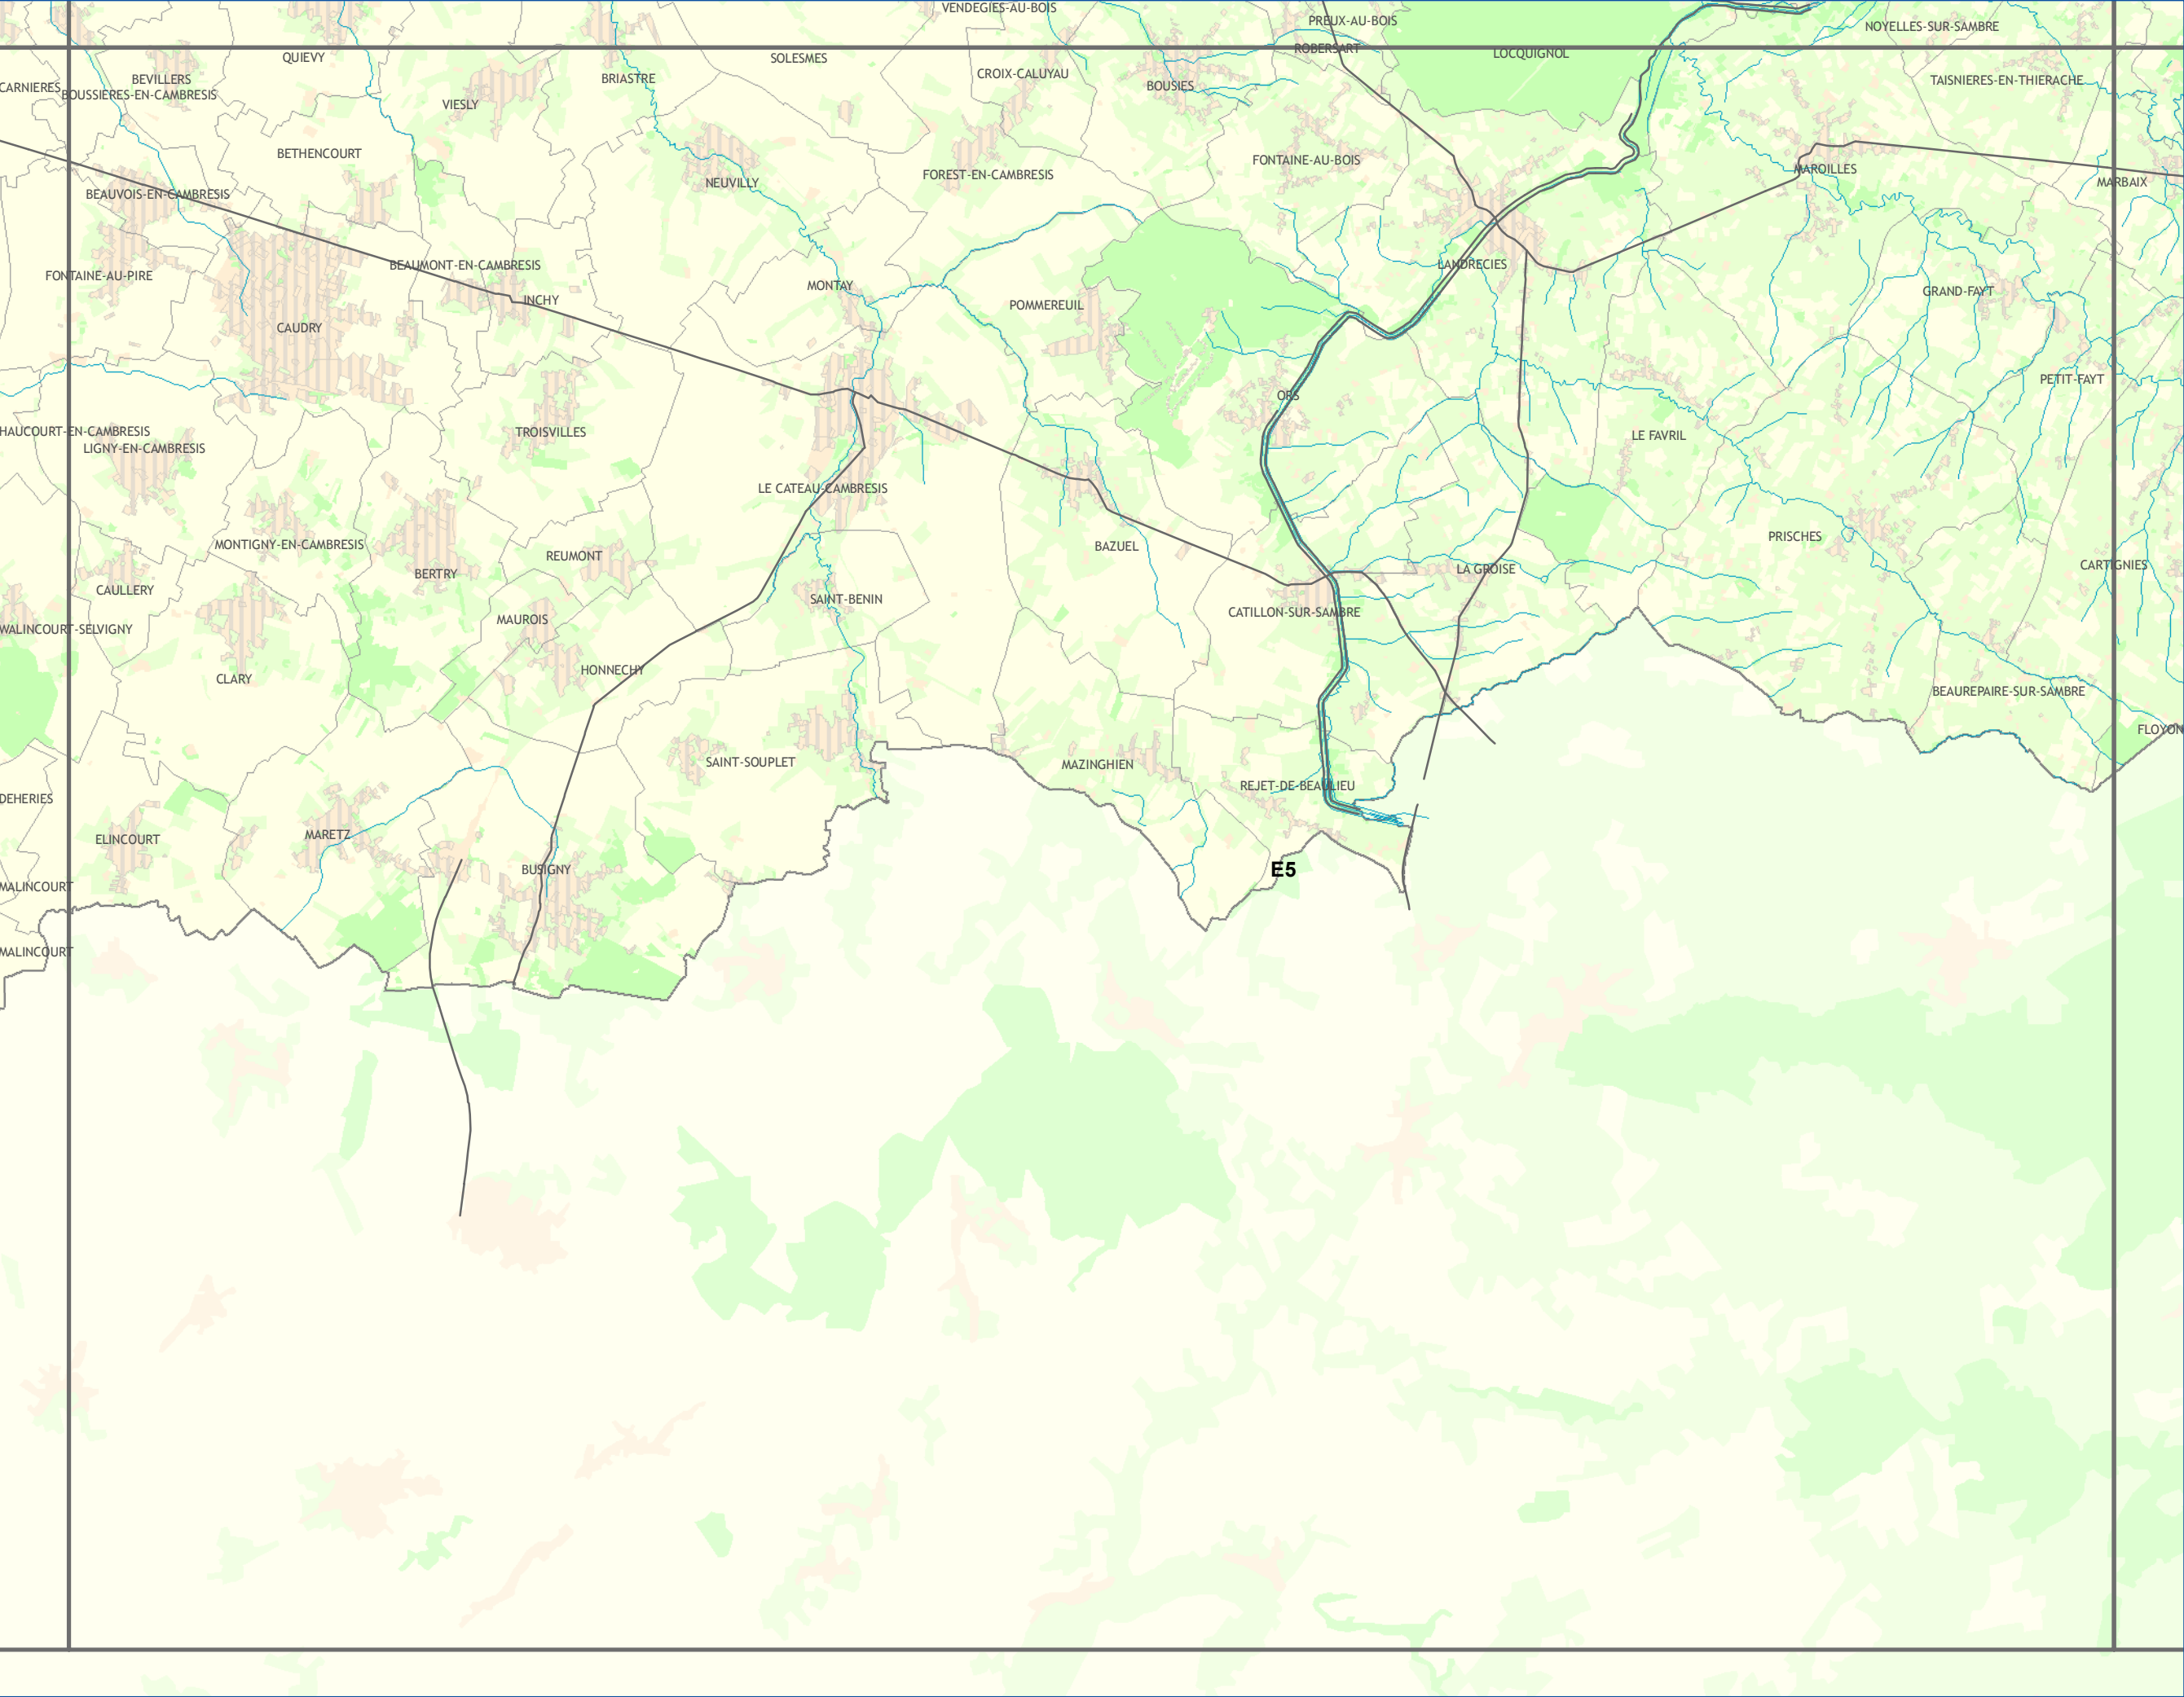 VENDEGIES-AU-BOIS
PREUX-AU-BOIS
NOYELLES-SUR-SAMBRE
ROBERSART
LOCQUIGNOL
QUIEVY
SOLESMES
CROIX-CALUYAU
BEVILLERS
BRIASTRE
TAISNIERES-EN-THIERACHE
CARNIERES
BOUSSIERES-EN-CAMBRESIS
BOUSIES
VIESLY
BETHENCOURT
FONTAINE-AU-BOIS
MAROILLES
NEUVILLY
FOREST-EN-CAMBRESIS
MARBAIX
BEAUVOIS-EN-CAMBRESIS
FONTAINE-AU-PIRE
BEAUMONT-EN-CAMBRESIS
LANDRECIES
MONTAY
GRAND-FAYT
INCHY
POMMEREUIL
CAUDRY
PETIT-FAYT
ORS
HAUCOURT-EN-CAMBRESIS
TROISVILLES
LE FAVRIL
LIGNY-EN-CAMBRESIS
LE CATEAU-CAMBRESIS
PRISCHES
MONTIGNY-EN-CAMBRESIS
BAZUEL
REUMONT
CARTIGNIES
BERTRY
LA GROISE
CAULLERY
SAINT-BENIN
CATILLON-SUR-SAMBRE
MAUROIS
WALINCOURT-SELVIGNY
HONNECHY
CLARY
BEAUREPAIRE-SUR-SAMBRE
FLOYON
SAINT-SOUPLET
MAZINGHIEN
REJET-DE-BEAULIEU
DEHERIES
MARETZ
ELINCOURT
BUSIGNY
E5
MALINCOURT
MALINCOURT